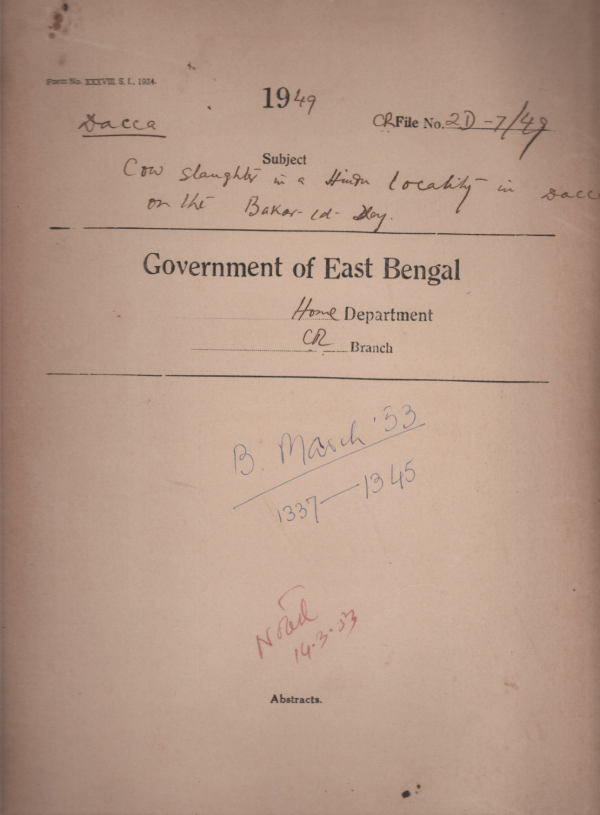 Form No. XXXVIII, S. I., 1924.
1949
Dacca
CR File No. 2D-7/49
Subject
Cow slaughter in a Hindu locality in Dacca
on the Bakar-id-Day.
Government of East Bengal
Home Department
CR Branch
B. March '53
1337—1345
Noted
14.3.53
Abstracts.